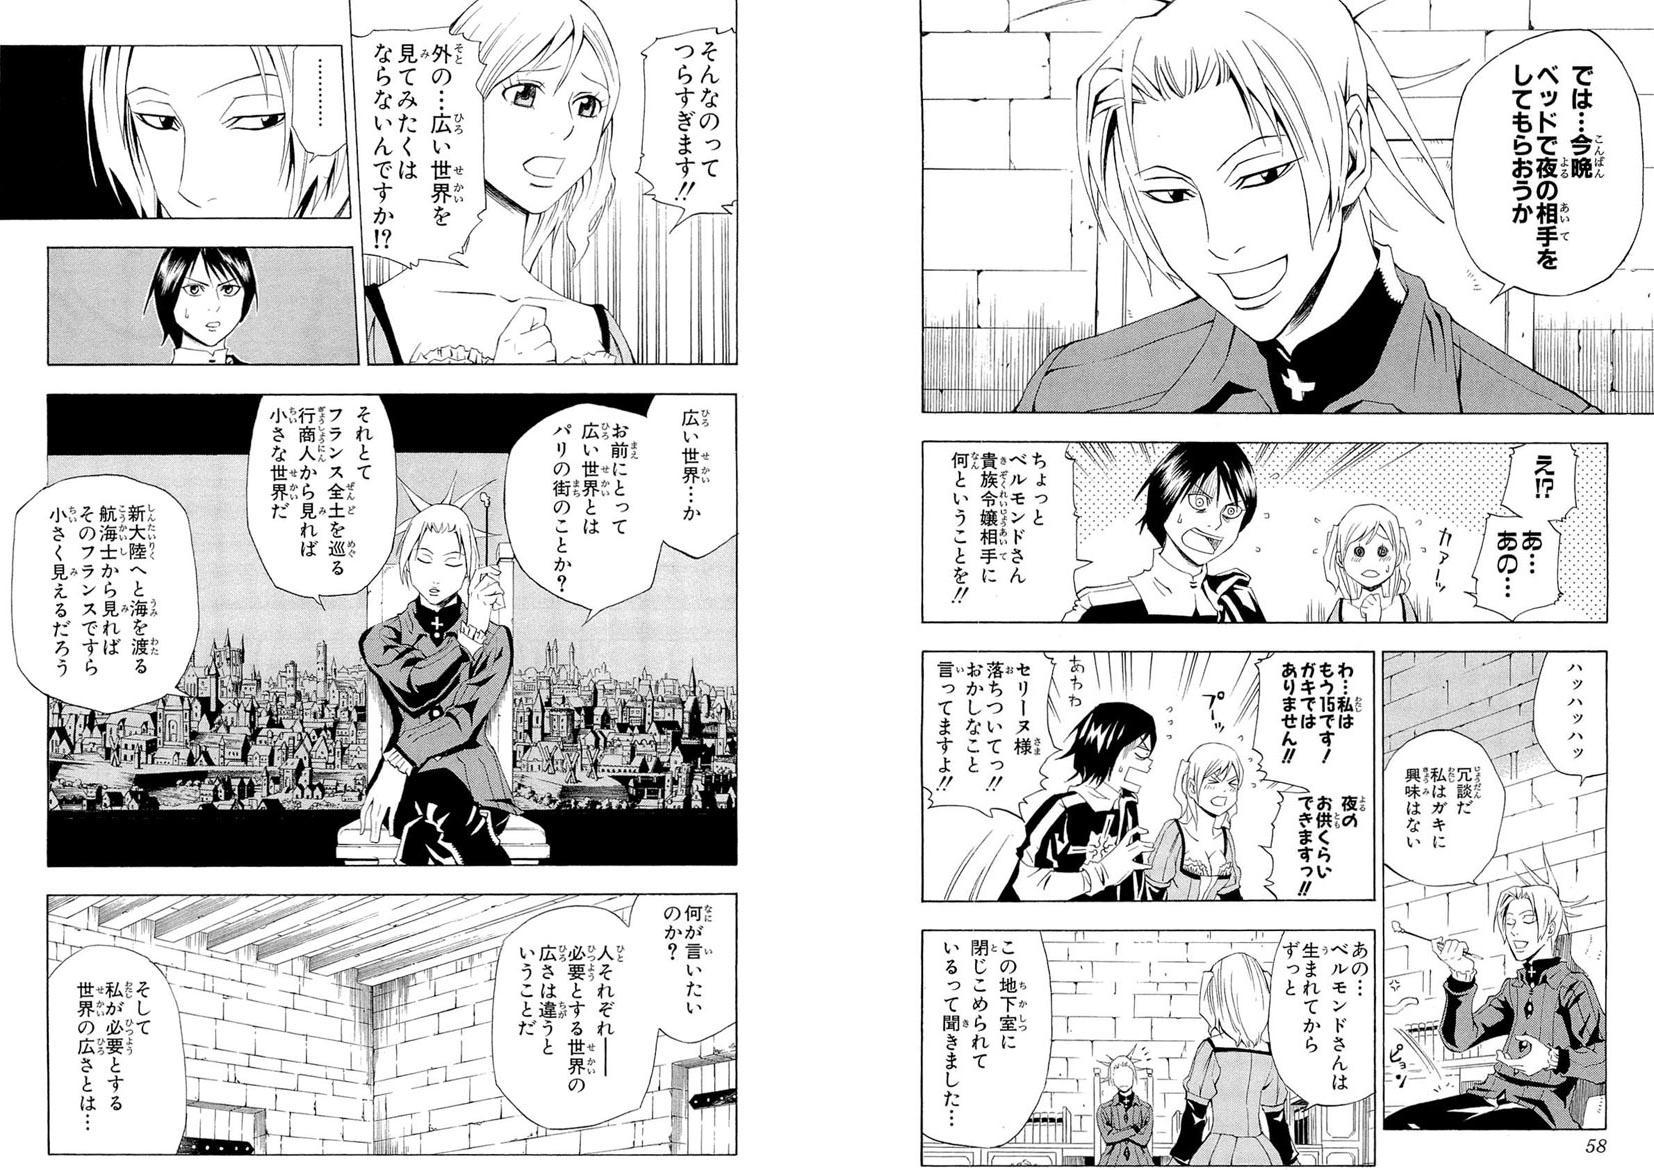 では…今晩
ベッドで夜の相手を
してもらおうか
え!?
あ…
あの…
カァーッ
ちょっと
ベルモンドさん
貴族令嬢相手に
何ということを!!
ハッハッハッ
冗談だ
私はガキに
興味はない
ピョン
わ…私は
もう15です!
ガキでは
ありません!!
夜の
お供くらい
できますっ!!
プーッ
あわわ
セリーヌ様
落ちついてっ!!
おかしなこと
言ってますよ!!
あの…
ベルモンドさんは
生まれてから
ずっと
この地下室に
閉じこめられて
いるって聞きました…
58
そんなのって
つらすぎます!!
外の…広い世界を
見てみたくは
ならないんですか!?
………
広い世界…か
お前にとって
広い世界とは
パリの街のことか?
それとて
フランス全土を巡る
行商人から見れば
小さな世界だ
新大陸へと海を渡る
航海士から見れば
そのフランスですら
小さく見えるだろう
何が言いたい
のか?
人それぞれ──
必要とする世界の
広さは違うと
いうことだ
そして
私が必要とする
世界の広さとは…